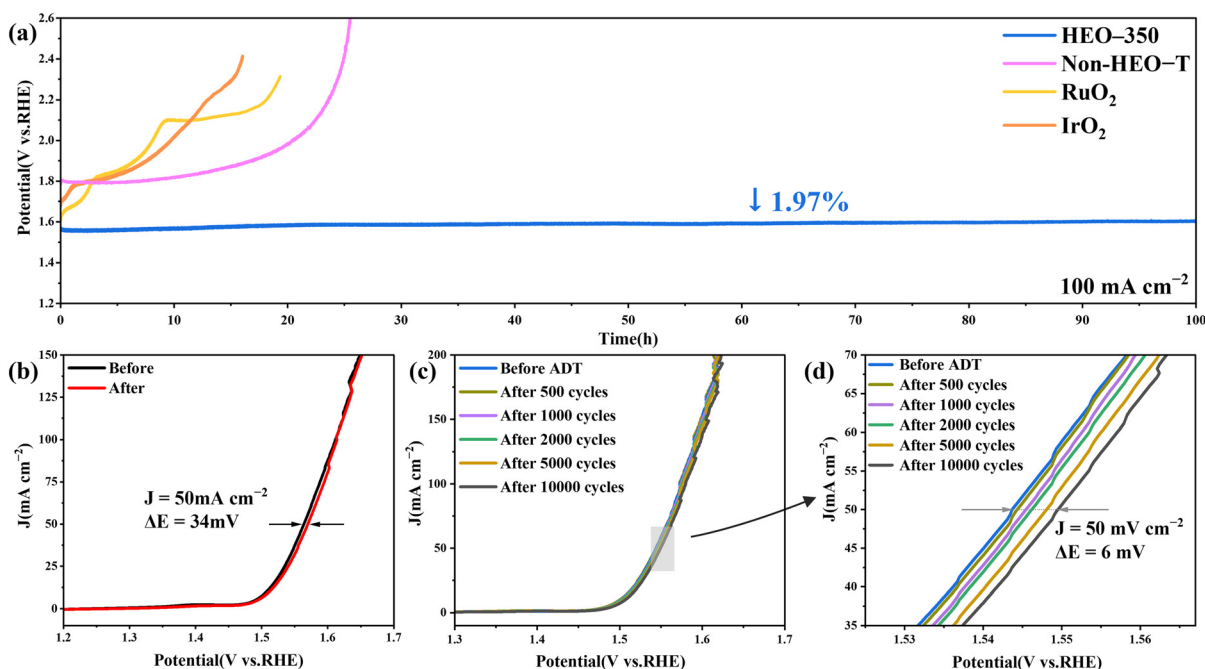 (a)
2.6
2.4
2.2
2.0
1.8
1.6
1.4
1.2
Potential(V vs.RHE)
HEO–350
Non-HEO–T
RuO₂
IrO₂
↓ 1.97%
100 mA cm⁻²
0 10 20 30 40 50 60 70 80 90 100
Time(h)
(b)
150
125
100
75
50
25
0
J(mA cm⁻²)
Before
After
J = 50mA cm⁻²
ΔE = 34mV
1.2 1.3 1.4 1.5 1.6 1.7
Potential(V vs.RHE)
(c)
200
150
100
50
0
J(mA cm⁻²)
Before ADT
After 500 cycles
After 1000 cycles
After 2000 cycles
After 5000 cycles
After 10000 cycles
1.3 1.4 1.5 1.6 1.7
Potential(V vs.RHE)
(d)
70
65
60
55
50
45
40
35
J(mA cm⁻²)
Before ADT
After 500 cycles
After 1000 cycles
After 2000 cycles
After 5000 cycles
After 10000 cycles
J = 50 mV cm⁻²
ΔE = 6 mV
1.53 1.54 1.55 1.56
Potential(V vs.RHE)